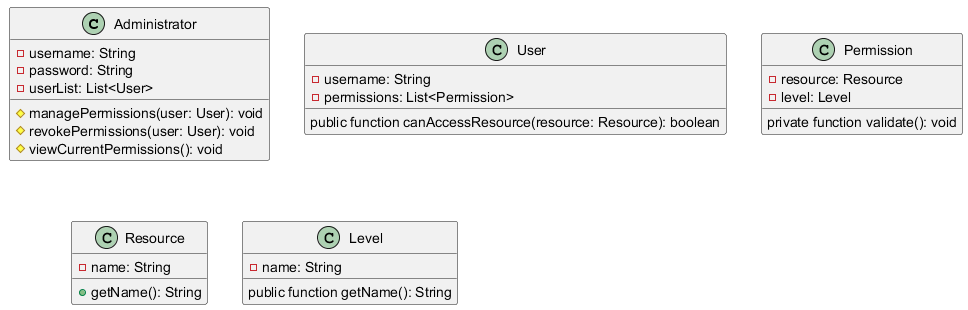 C Administrator
username: String
password: String
userList: List<User>
managePermissions(user: User): void
revokePermissions(user: User): void
viewCurrentPermissions(): void
C User
username: String
permissions: List<Permission>
public function canAccessResource(resource: Resource): boolean
C Permission
resource: Resource
level: Level
private function validate(): void
C Resource
name: String
getName(): String
C Level
name: String
public function getName(): String